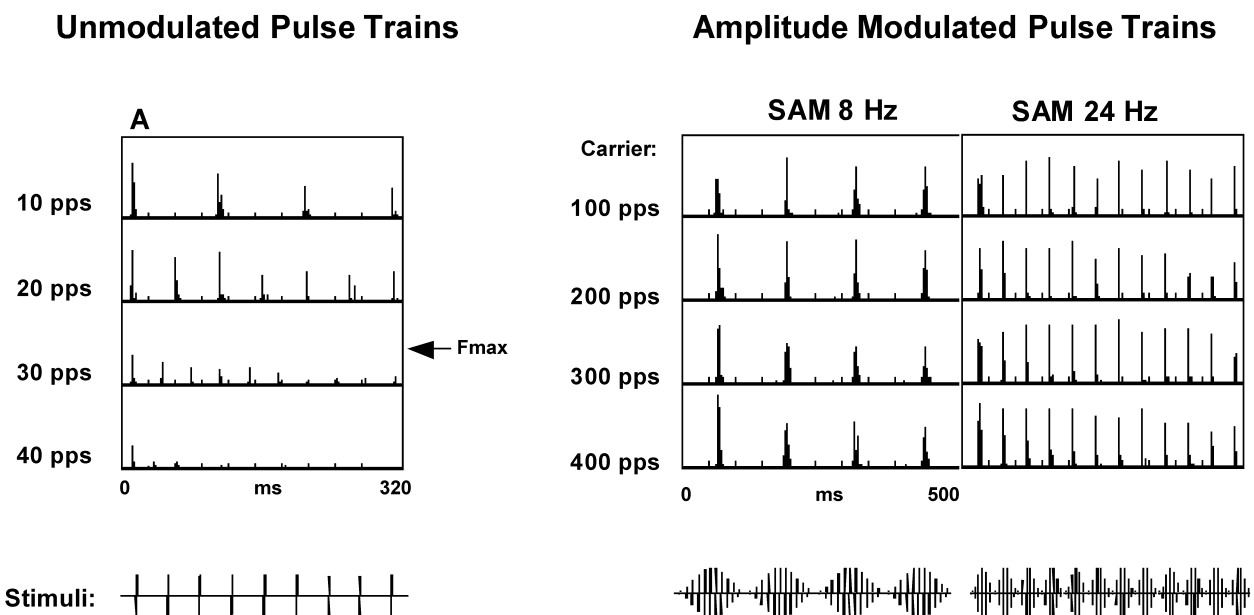 Unmodulated Pulse Trains
Amplitude Modulated Pulse Trains
A
10 pps
20 pps
30 pps
40 pps
Fmax
0 ms 320
SAM 8 Hz SAM 24 Hz
Carrier:
100 pps
200 pps
300 pps
400 pps
0 ms 500
Stimuli: